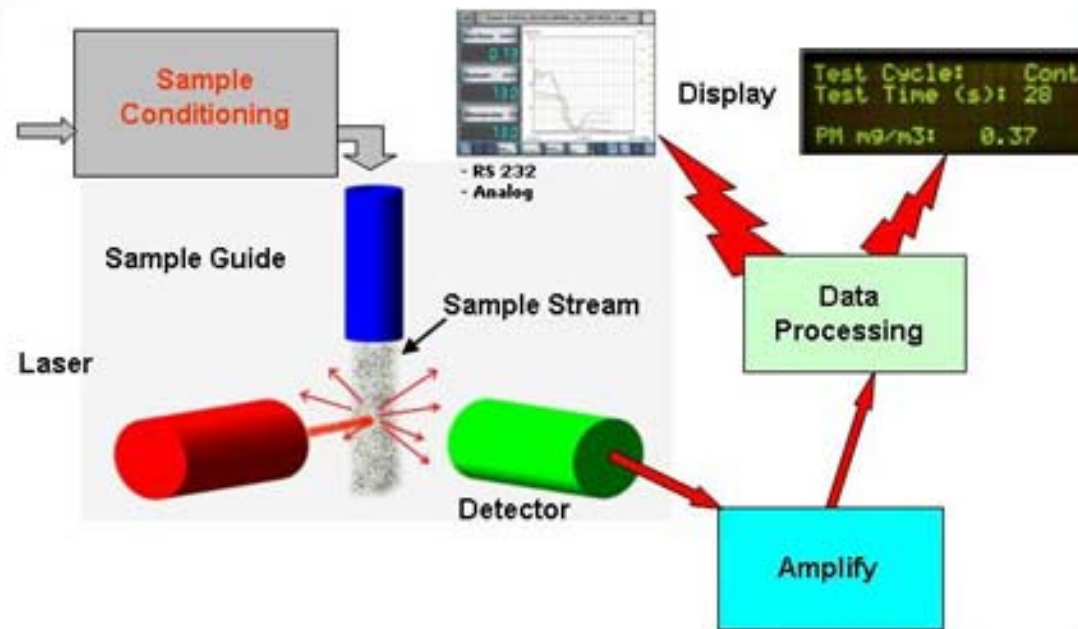 Sample
Conditioning
Display
Test Cycle: Cont
Test Time (s): 28
PM mg/m3: 0.37
- RS 232
- Analog
Sample Guide
Sample Stream
Data
Processing
Laser
Detector
Amplify